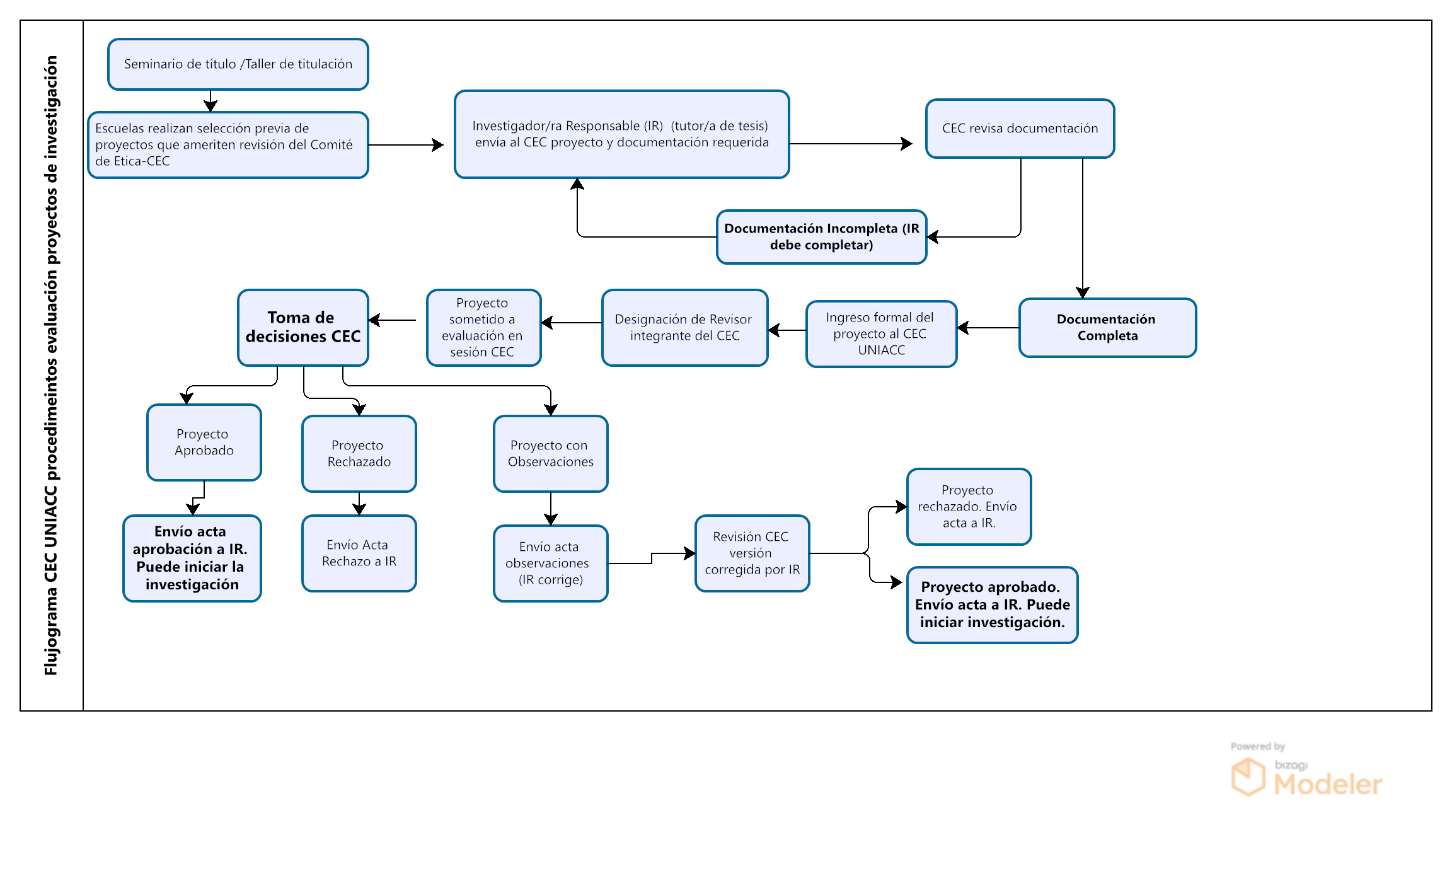 Flujograma CEC UNIACC procedimeintos evaluación proyectos de investigación
Seminario de título /Taller de titulación
Escuelas realizan selección previa de
proyectos que ameriten revisión del Comité
de Etica-CEC
Investigador/ra Responsable (IR) (tutor/a de tesis)
envía al CEC proyecto y documentación requerida
CEC revisa documentación
Documentación Incompleta (IR
debe completar)
Documentación
Completa
Ingreso formal del
proyecto al CEC
UNIACC
Designación de Revisor
integrante del CEC
Proyecto
sometido a
evaluación en
sesión CEC
Toma de
decisiones CEC
Proyecto
Aprobado
Proyecto
Rechazado
Proyecto con
Observaciones
Envío acta
aprobación a IR.
Puede iniciar la
investigación
Envío Acta
Rechazo a IR
Envío acta
observaciones
(IR corrige)
Revisión CEC
versión
corregida por IR
Proyecto
rechazado. Envío
acta a IR.
Proyecto aprobado.
Envío acta a IR. Puede
iniciar investigación.
Powered by
bizagi
Modeler